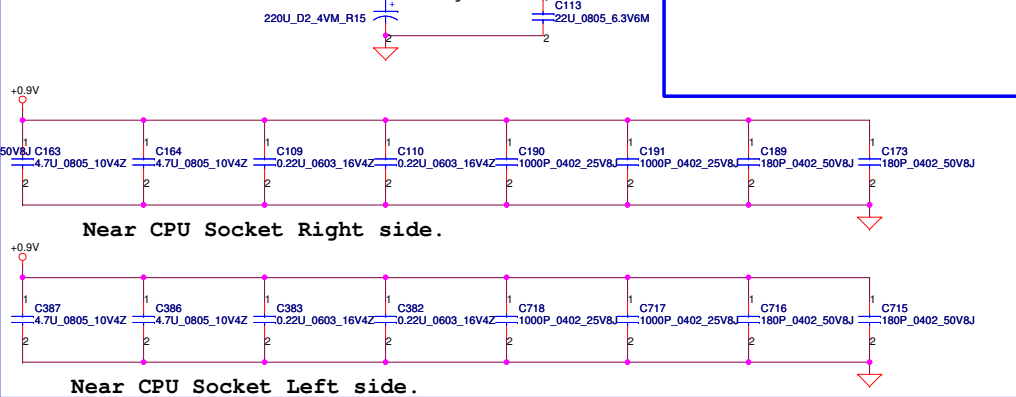 C113
220U_D2_4VM_R15
22U_0805_6.3V6M
2
2
+0.9V
1 1 1 1 1 1 1 1
50V8J C163 C164 C109 C110 C190 C191 C189 C173
4.7U_0805_10V4Z 4.7U_0805_10V4Z 0.22U_0603_16V4Z 0.22U_0603_16V4Z 1000P_0402_25V8J 1000P_0402_25V8J 180P_0402_50V8J 180P_0402_50V8J
2 2 2 2 2 2 2 2
Near CPU Socket Right side.
+0.9V
1 1 1 1 1 1 1 1
C387 C386 C383 C382 C718 C717 C716 C715
4.7U_0805_10V4Z 4.7U_0805_10V4Z 0.22U_0603_16V4Z 0.22U_0603_16V4Z 1000P_0402_25V8J 1000P_0402_25V8J 180P_0402_50V8J 180P_0402_50V8J
2 2 2 2 2 2 2 2
Near CPU Socket Left side.